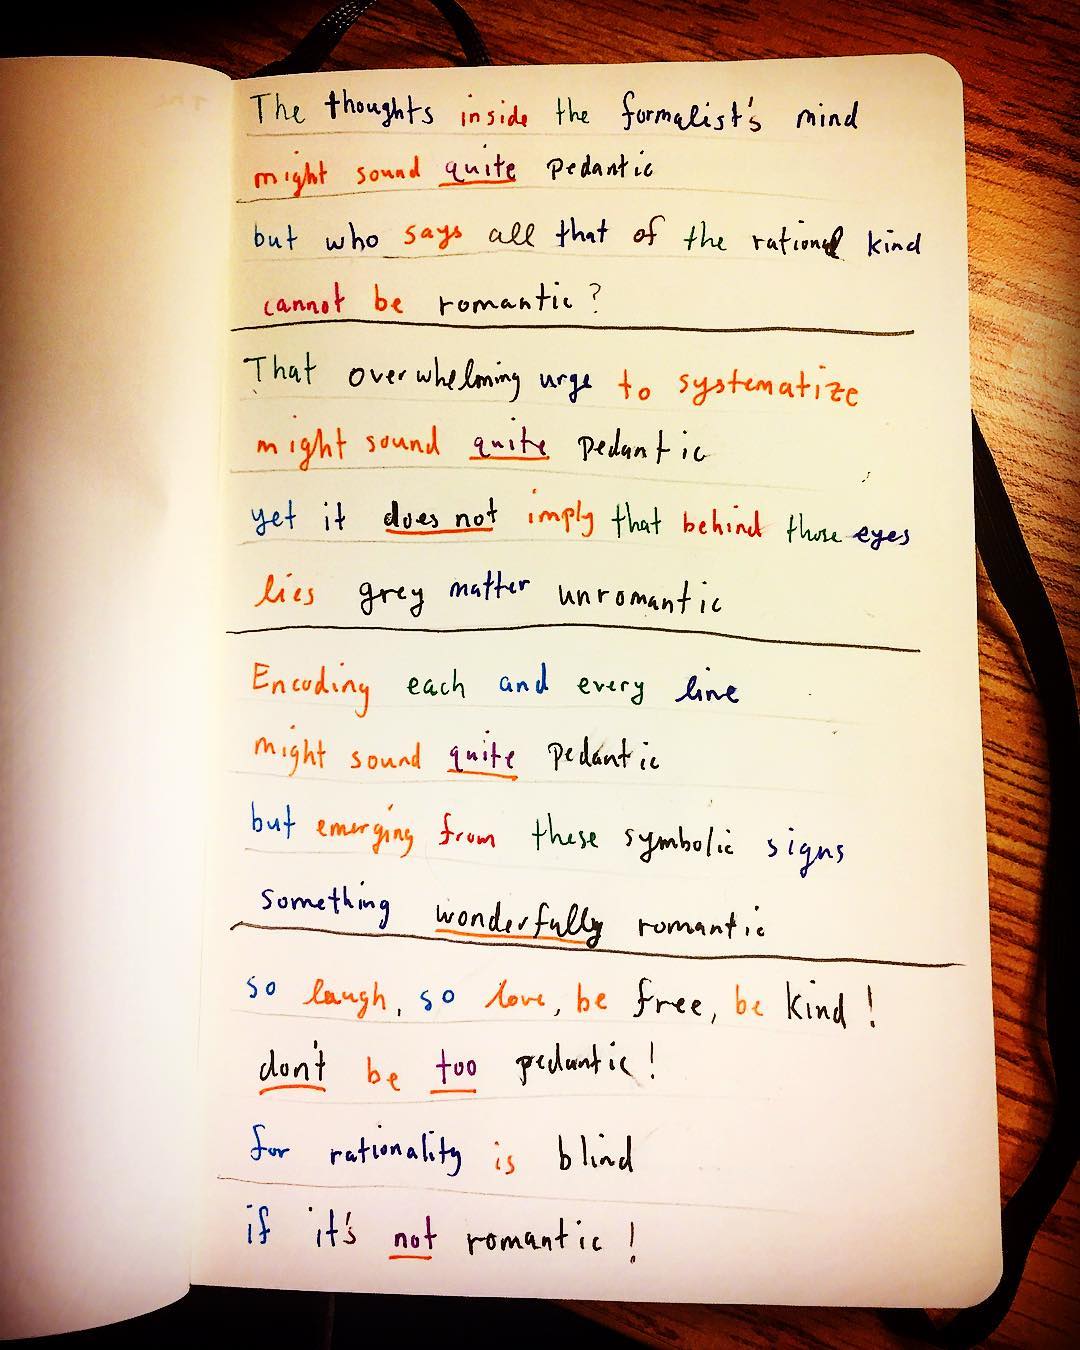 The thoughts inside the formalist's mind
might sound quite pedantic
but who says all that of the rational kind
cannot be romantic?
That overwhelming urge to systematize
might sound quite pedantic
yet it does not imply that behind those eyes
lies grey matter unromantic
Encoding each and every line
might sound quite pedantic
but emerging from these symbolic signs
something wonderfully romantic
so laugh, so love, be free, be kind!
don't be too pedantic!
for rationality is blind
if it's not romantic!